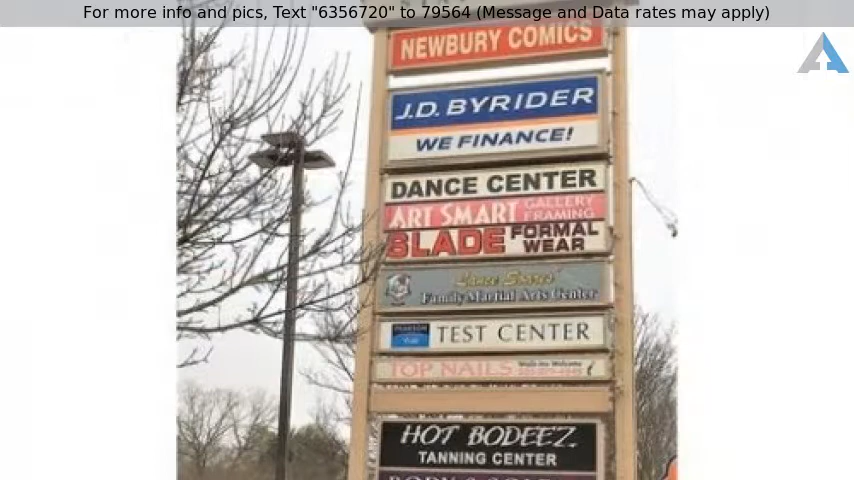 For more info and pics, Text "6356720" to 79564 (Message and Data rates may apply)
NEWBURY COMICS
J.D. BYRIDER
WE FINANCE!
DANCE CENTER
ART SMART GALLERY FRAMING
BLADE FORMAL WEAR
Family Martial Arts Center
PEARSON VUE TEST CENTER
TOP NAILS Walk-ins Welcome
HOT BODEEZ
TANNING CENTER